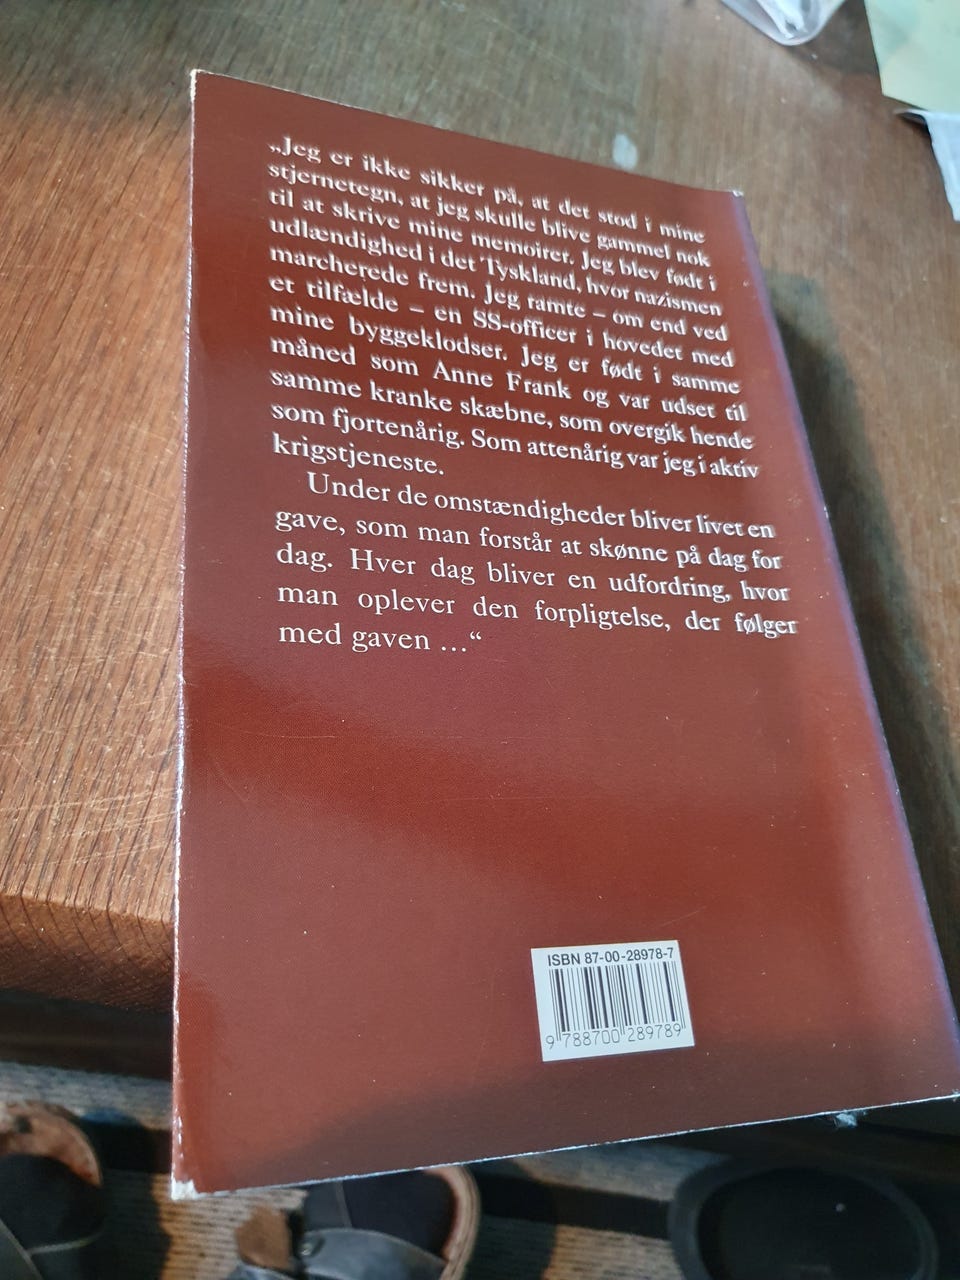 „Jeg er ikke sikker på, at det stod i mine
stjernetegn, at jeg skulle blive gammel nok
til at skrive mine memoirer. Jeg blev født i
udlændighed i det Tyskland, hvor nazismen
marcherede frem. Jeg ramte – om end ved
et tilfælde – en SS-officer i hovedet med
mine byggeklodser. Jeg er født i samme
måned som Anne Frank og var udset til
samme kranke skæbne, som overgik hende
som fjortenårig. Som attenårig var jeg i aktiv
krigstjeneste.
Under de omstændigheder bliver livet en
gave, som man forstår at skønne på dag for
dag. Hver dag bliver en udfordring, hvor
man oplever den forpligtelse, der følger
med gaven ...“
ISBN 87-00-28978-7
9 788700 289789